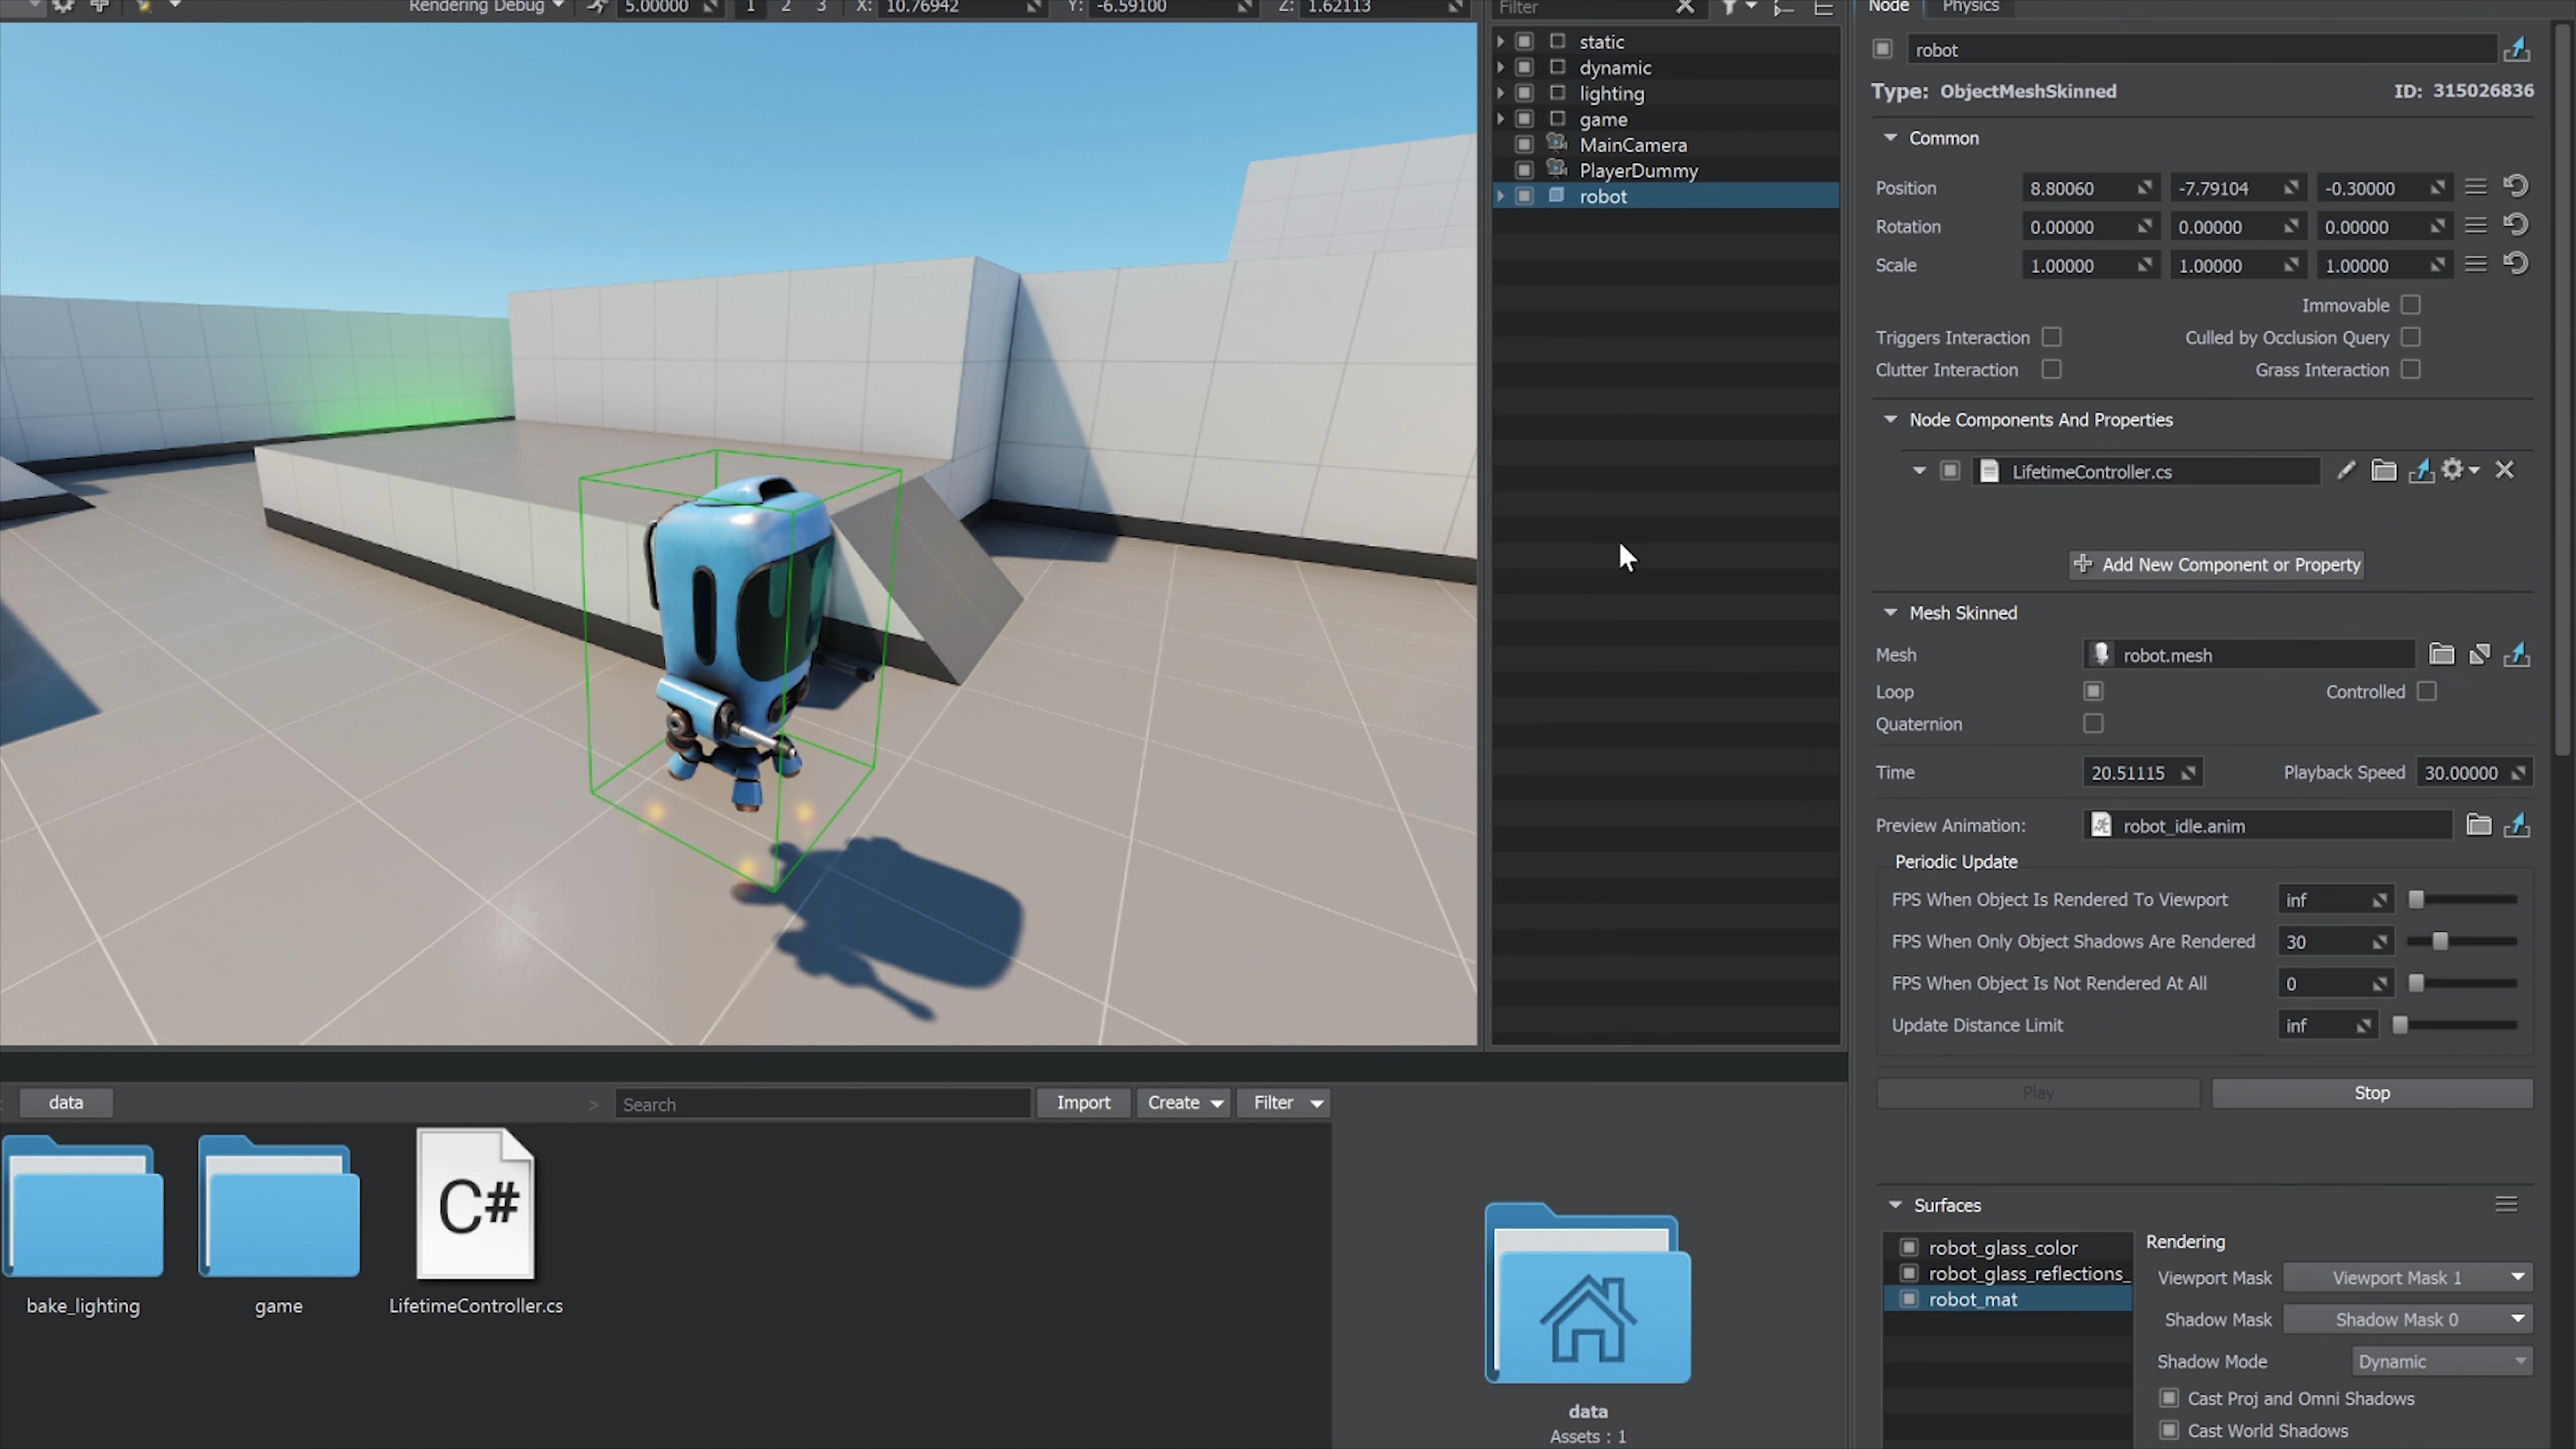 Rendering Debug 5.00000 1 2 3 X: 10.76942 Y: -6.59100 Z: 1.62113
Filter
static
dynamic
lighting
game
MainCamera
PlayerDummy
robot
Node Physics
robot
Type: ObjectMeshSkinned ID: 315026836
Common
Position 8.80060 -7.79104 -0.30000
Rotation 0.00000 0.00000 0.00000
Scale 1.00000 1.00000 1.00000
Immovable
Triggers Interaction Culled by Occlusion Query
Clutter Interaction Grass Interaction
Node Components And Properties
LifetimeController.cs
Add New Component or Property
Mesh Skinned
Mesh robot.mesh
Loop Controlled
Quaternion
Time 20.51115 Playback Speed 30.00000
Preview Animation: robot_idle.anim
Periodic Update
FPS When Object Is Rendered To Viewport inf
FPS When Only Object Shadows Are Rendered 30
FPS When Object Is Not Rendered At All 0
Update Distance Limit inf
Play Stop
Surfaces
robot_glass_color
robot_glass_reflections_
robot_mat
Rendering
Viewport Mask Viewport Mask 1
Shadow Mask Shadow Mask 0
Shadow Mode Dynamic
Cast Proj and Omni Shadows
Cast World Shadows
data > Search Import Create Filter
C#
bake_lighting game LifetimeController.cs
data
Assets : 1